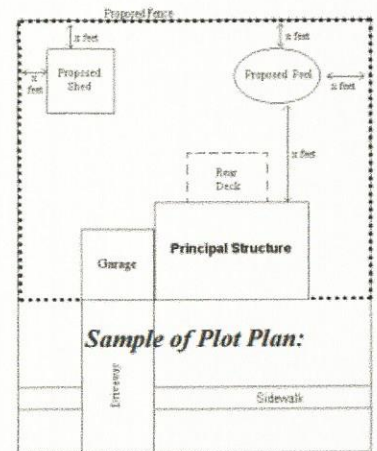 Proposed Fence
x feet
x feet
x
feet
Proposed
Shed
Proposed Pool
x feet
x feet
Rear
Deck
Garage
Principal Structure
Sample of Plot Plan:
Driveway
Sidewalk